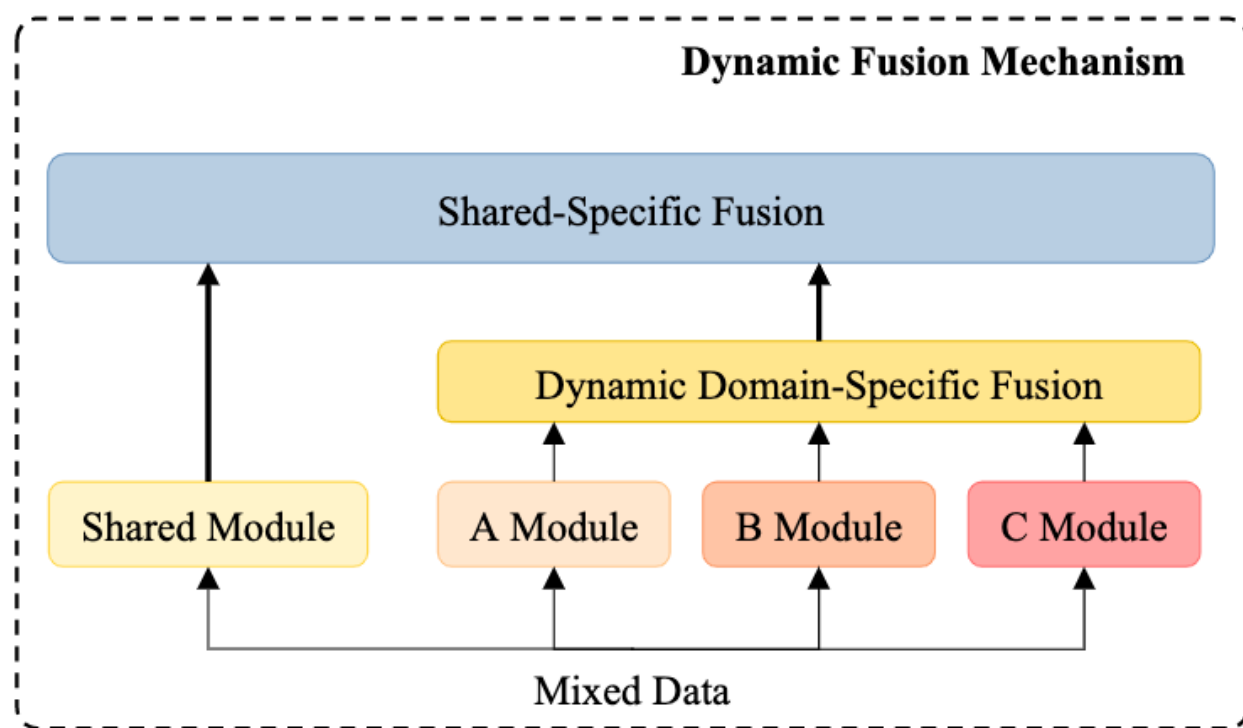 Dynamic Fusion Mechanism
Shared-Specific Fusion
Dynamic Domain-Specific Fusion
Shared Module
A Module
B Module
C Module
Mixed Data